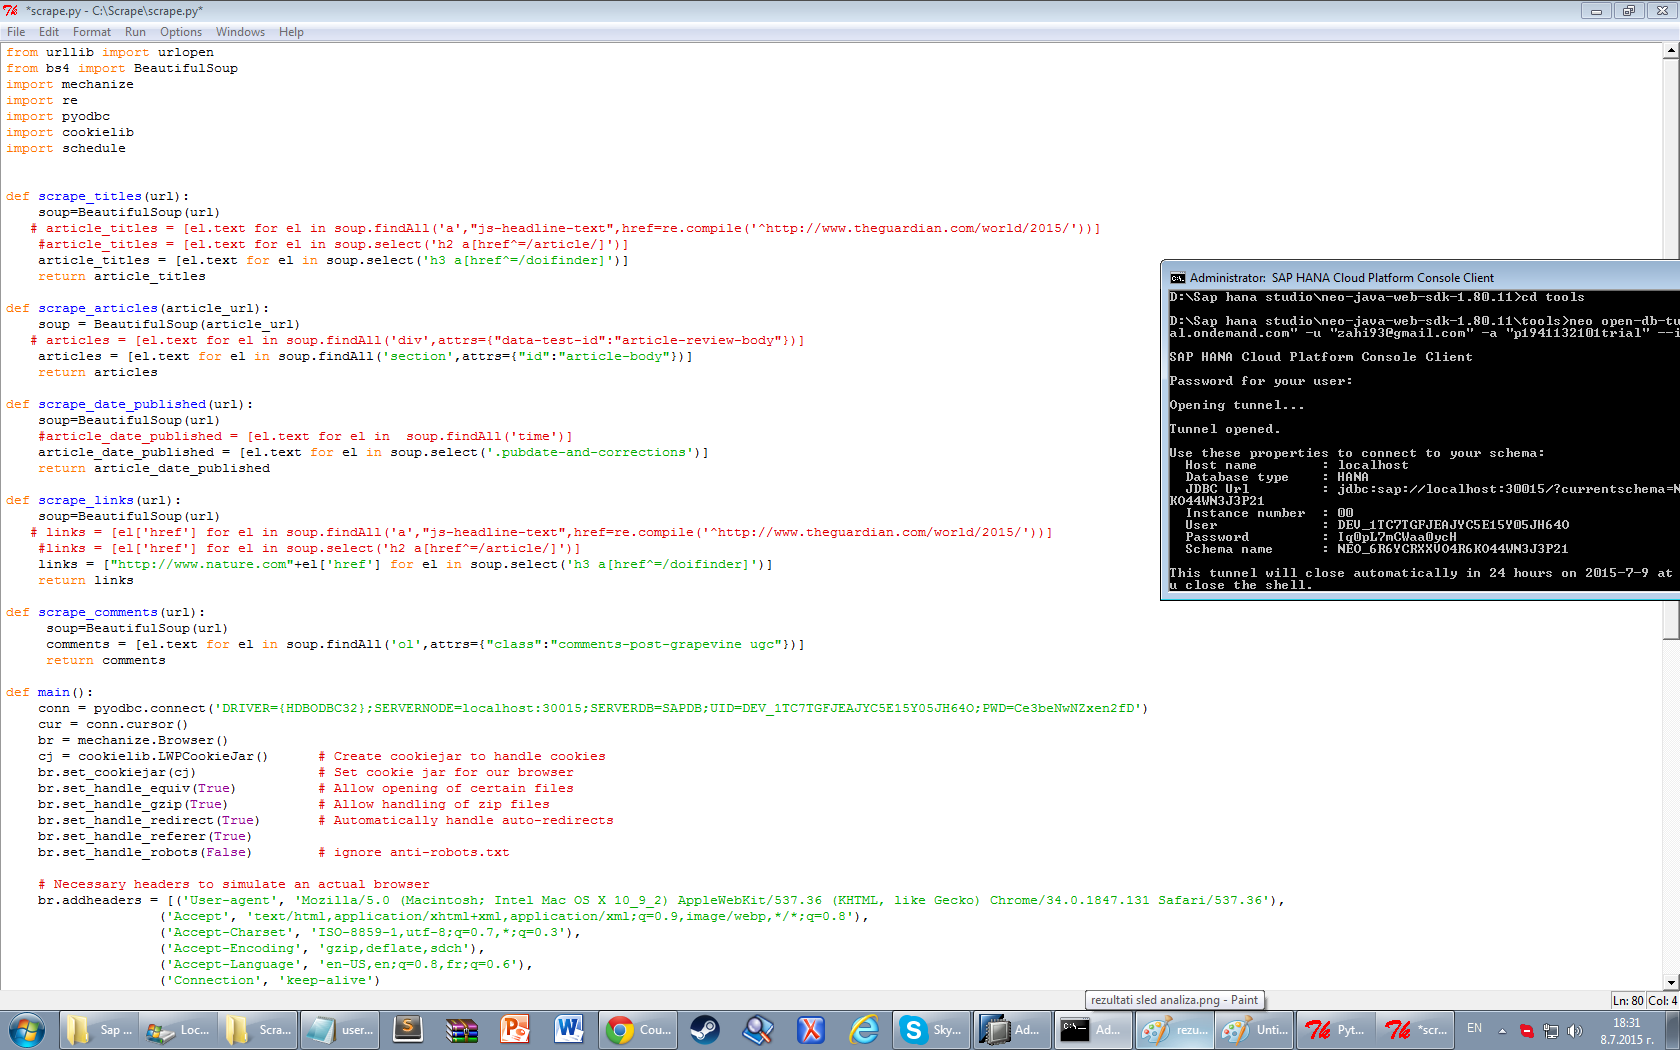 *scrape.py - C:\Scrape\scrape.py*
File Edit Format Run Options Windows Help
from urllib import urlopen
from bs4 import BeautifulSoup
import mechanize
import re
import pyodbc
import cookielib
import schedule
def scrape_titles(url):
soup=BeautifulSoup(url)
# article_titles = [el.text for el in soup.findAll('a',"js-headline-text",href=re.compile('^http://www.theguardian.com/world/2015/'))]
#article_titles = [el.text for el in soup.select('h2 a[href^=/article/]')]
article_titles = [el.text for el in soup.select('h3 a[href^=/doifinder]')]
return article_titles
def scrape_articles(article_url):
soup = BeautifulSoup(article_url)
# articles = [el.text for el in soup.findAll('div',attrs={"data-test-id":"article-review-body"})]
articles = [el.text for el in soup.findAll('section',attrs={"id":"article-body"})]
return articles
def scrape_date_published(url):
soup=BeautifulSoup(url)
#article_date_published = [el.text for el in  soup.findAll('time')]
article_date_published = [el.text for el in soup.select('.pubdate-and-corrections')]
return article_date_published
def scrape_links(url):
soup=BeautifulSoup(url)
# links = [el['href'] for el in soup.findAll('a',"js-headline-text",href=re.compile('^http://www.theguardian.com/world/2015/'))]
#links = [el['href'] for el in soup.select('h2 a[href^=/article/]')]
links = ["http://www.nature.com"+el['href'] for el in soup.select('h3 a[href^=/doifinder]')]
return links
def scrape_comments(url):
soup=BeautifulSoup(url)
comments = [el.text for el in soup.findAll('ol',attrs={"class":"comments-post-grapevine ugc"})]
return comments
def main():
conn = pyodbc.connect('DRIVER={HDBODBC32};SERVERNODE=localhost:30015;SERVERDB=SAPDB;UID=DEV_1TC7TGFJEAJYC5E15Y05JH64O;PWD=Ce3beNwNZxen2fD')
cur = conn.cursor()
br = mechanize.Browser()
cj = cookielib.LWPCookieJar() # Create cookiejar to handle cookies
br.set_cookiejar(cj) # Set cookie jar for our browser
br.set_handle_equiv(True) # Allow opening of certain files
br.set_handle_gzip(True) # Allow handling of zip files
br.set_handle_redirect(True) # Automatically handle auto-redirects
br.set_handle_referer(True)
br.set_handle_robots(False) # ignore anti-robots.txt
# Necessary headers to simulate an actual browser
br.addheaders = [('User-agent', 'Mozilla/5.0 (Macintosh; Intel Mac OS X 10_9_2) AppleWebKit/537.36 (KHTML, like Gecko) Chrome/34.0.1847.131 Safari/537.36'),
('Accept', 'text/html,application/xhtml+xml,application/xml;q=0.9,image/webp,*/*;q=0.8'),
('Accept-Charset', 'ISO-8859-1,utf-8;q=0.7,*;q=0.3'),
('Accept-Encoding', 'gzip,deflate,sdch'),
('Accept-Language', 'en-US,en;q=0.8,fr;q=0.6'),
('Connection', 'keep-alive')
Administrator: SAP HANA Cloud Platform Console Client
D:\Sap hana studio\neo-java-web-sdk-1.80.11>cd tools
D:\Sap hana studio\neo-java-web-sdk-1.80.11\tools>neo open-db-tu
al.ondemand.com" -u "zahi93@gmail.com" -a "p1941132101trial" --i
SAP HANA Cloud Platform Console Client
Password for your user:
Opening tunnel...
Tunnel opened.
Use these properties to connect to your schema:
Host name : localhost
Database type : HANA
JDBC Url : jdbc:sap://localhost:30015/?currentschema=N
KO44WN3J3P21
Instance number : 00
User : DEV_1TC7TGFJEAJYC5E15Y05JH64O
Password : Iq0pL7mCWaa0ycH
Schema name : NEO_6R6YCRXXVO4R6KO44WN3J3P21
This tunnel will close automatically in 24 hours on 2015-7-9 at
u close the shell.
rezultati sled analiza.png - Paint
Ln: 80 Col: 4
Sap ... Loc... Scra... user... Cou... Sky... Ad... Ad... rezu... Unti... Pyt... *scr... EN 18:31
8.7.2015 г.